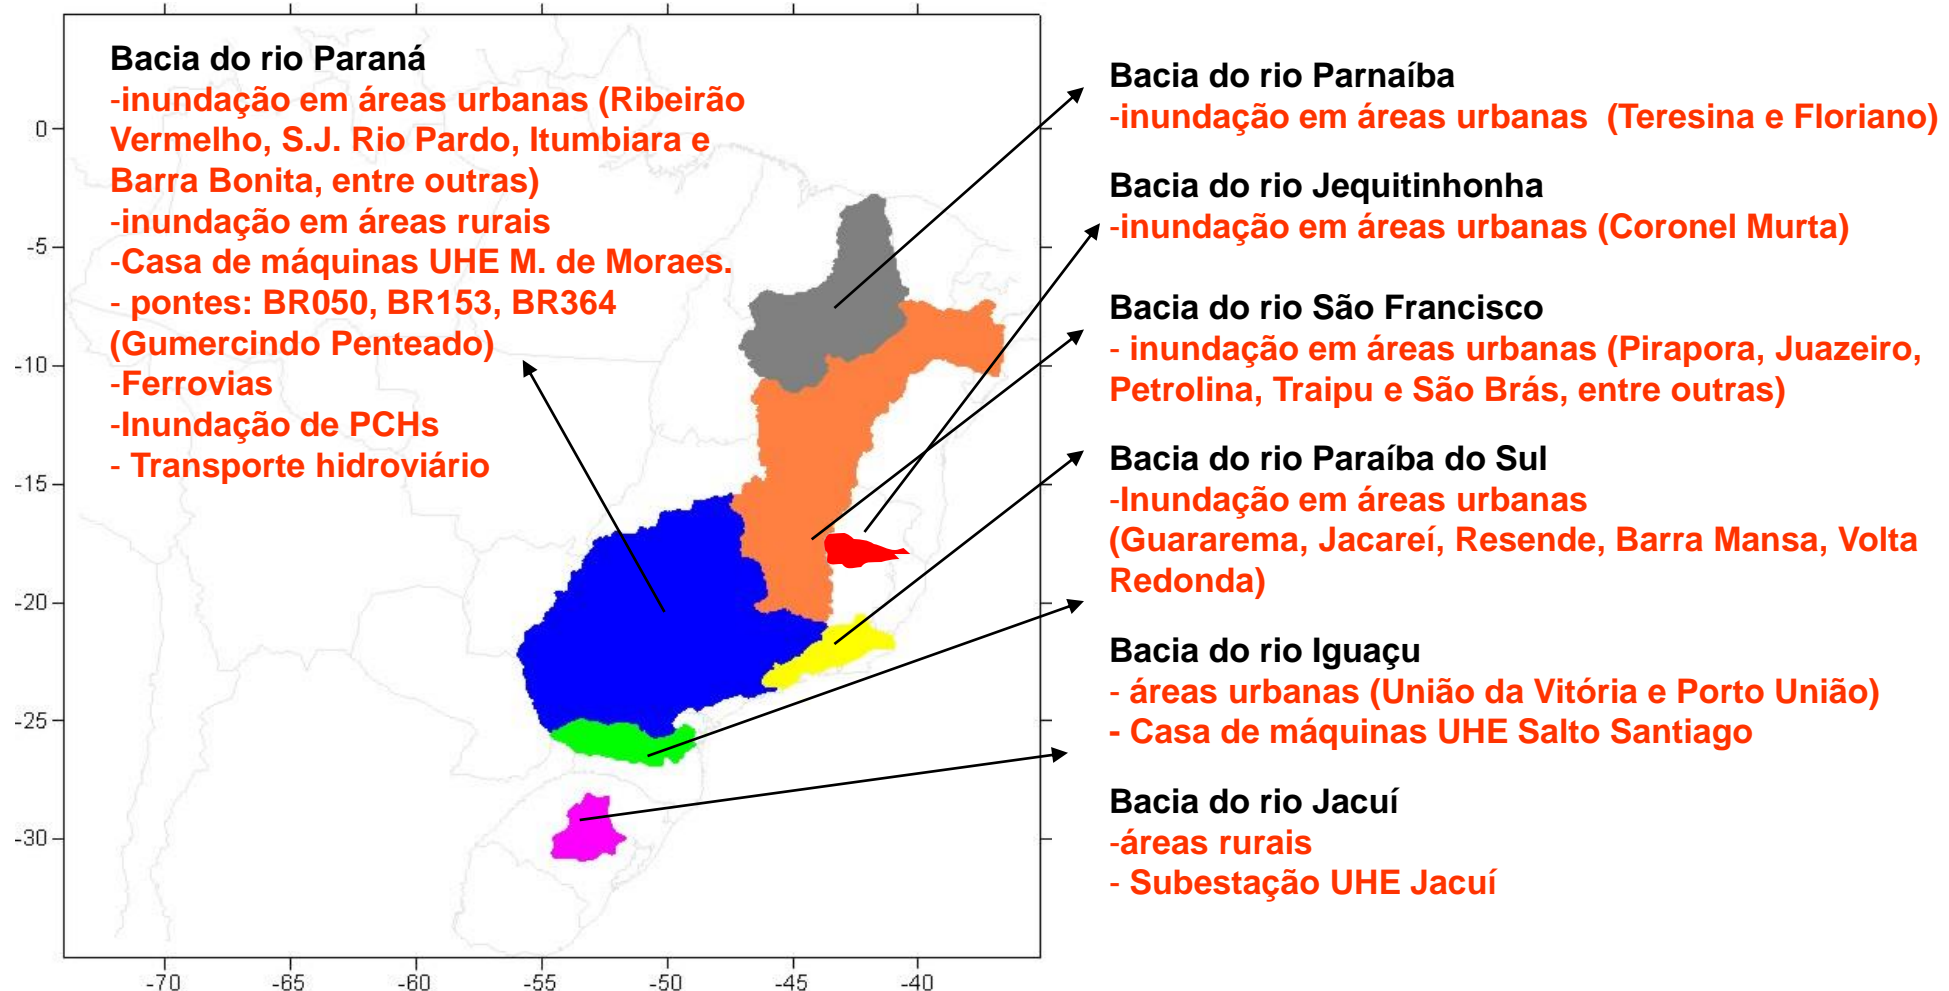 Bacia do rio Paraná
-inundação em áreas urbanas (Ribeirão
Vermelho, S.J. Rio Pardo, Itumbiara e
Barra Bonita, entre outras)
-inundação em áreas rurais
-Casa de máquinas UHE M. de Moraes.
- pontes: BR050, BR153, BR364
(Gumercindo Penteado)
-Ferrovias
-Inundação de PCHs
- Transporte hidroviário
Bacia do rio Parnaíba
-inundação em áreas urbanas (Teresina e Floriano)
Bacia do rio Jequitinhonha
-inundação em áreas urbanas (Coronel Murta)
Bacia do rio São Francisco
- inundação em áreas urbanas (Pirapora, Juazeiro,
Petrolina, Traipu e São Brás, entre outras)
Bacia do rio Paraíba do Sul
-Inundação em áreas urbanas
(Guararema, Jacareí, Resende, Barra Mansa, Volta
Redonda)
Bacia do rio Iguaçu
- áreas urbanas (União da Vitória e Porto União)
- Casa de máquinas UHE Salto Santiago
Bacia do rio Jacuí
-áreas rurais
- Subestação UHE Jacuí
0
-5
-10
-15
-20
-25
-30
-70 -65 -60 -55 -50 -45 -40